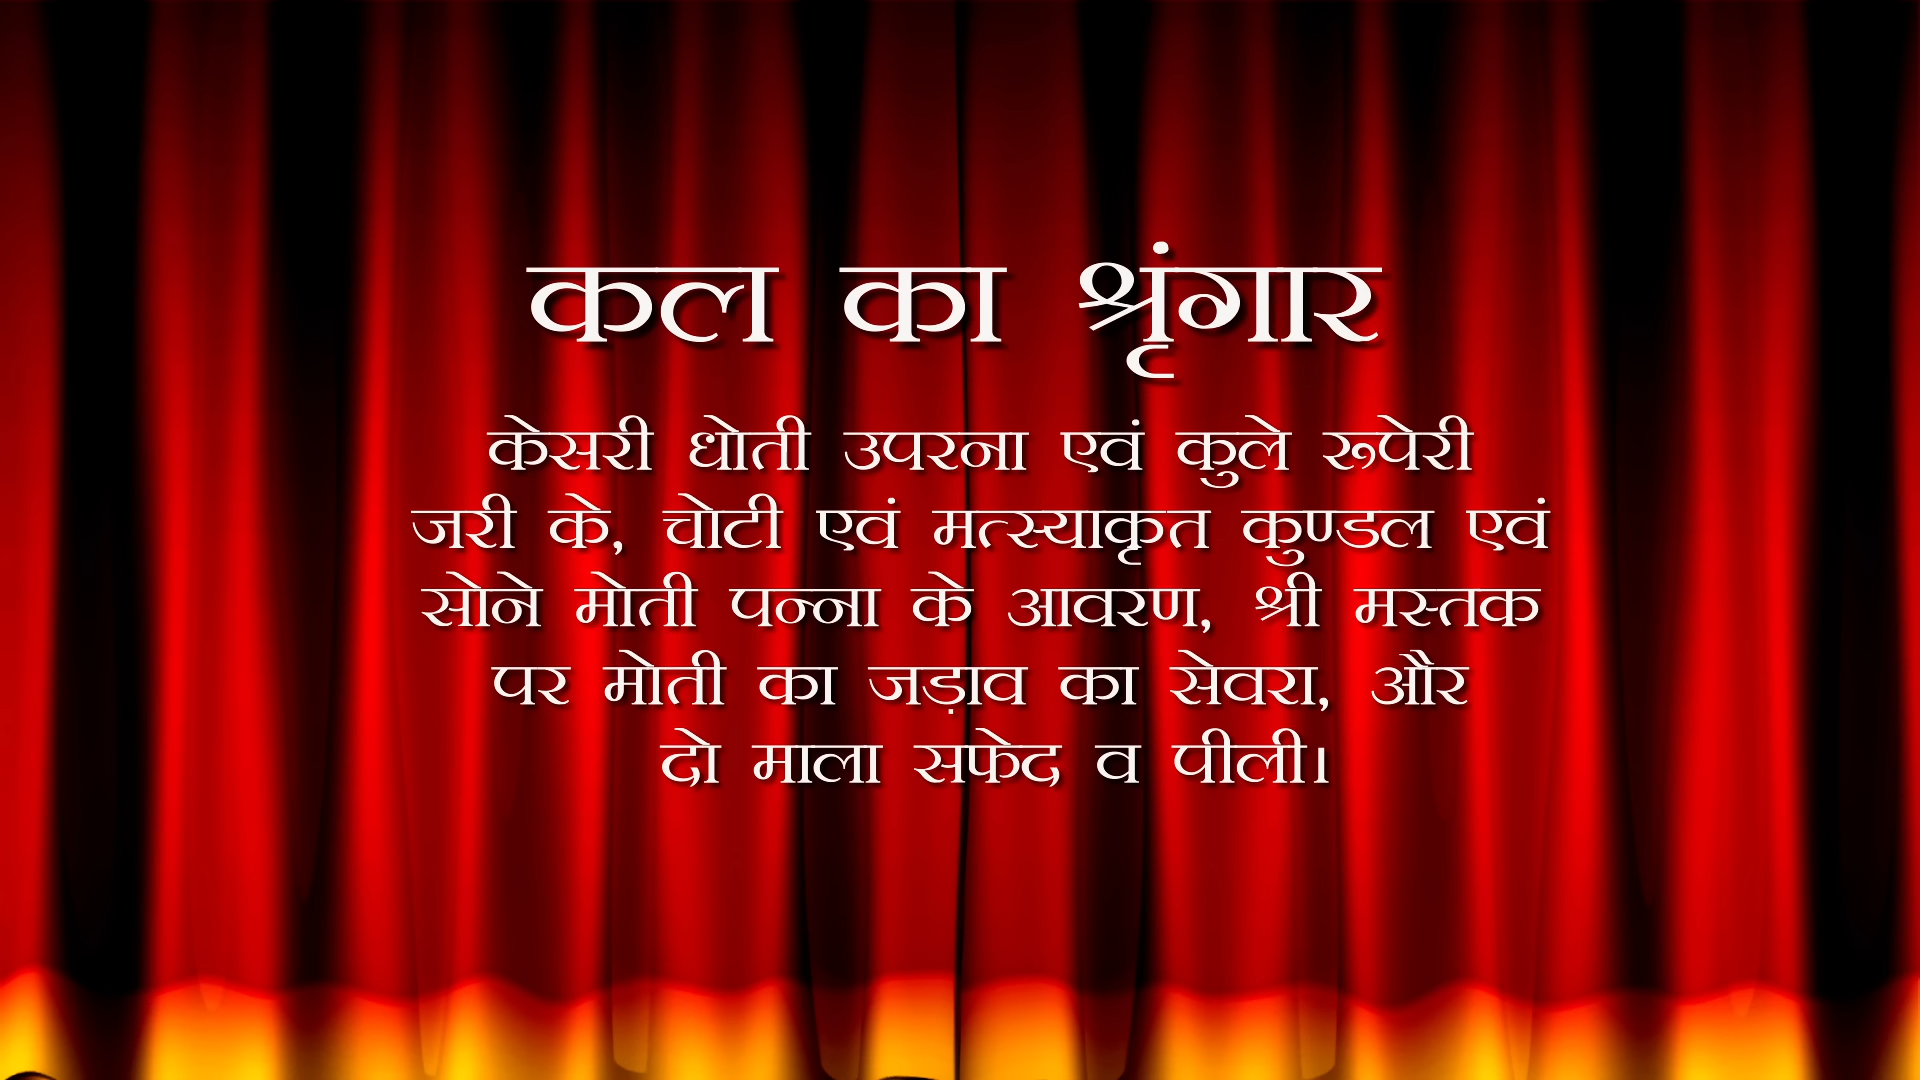 कल का श्रृंगार
केसरी धोती उपरना एवं कुले रूपेरी
जरी के, चोटी एवं मत्स्याकृत कुण्डल एवं
सोने मोती पन्ना के आवरण, श्री मस्तक
पर मोती का जड़ाव का सेवरा, और
दो माला सफेद व पीली।